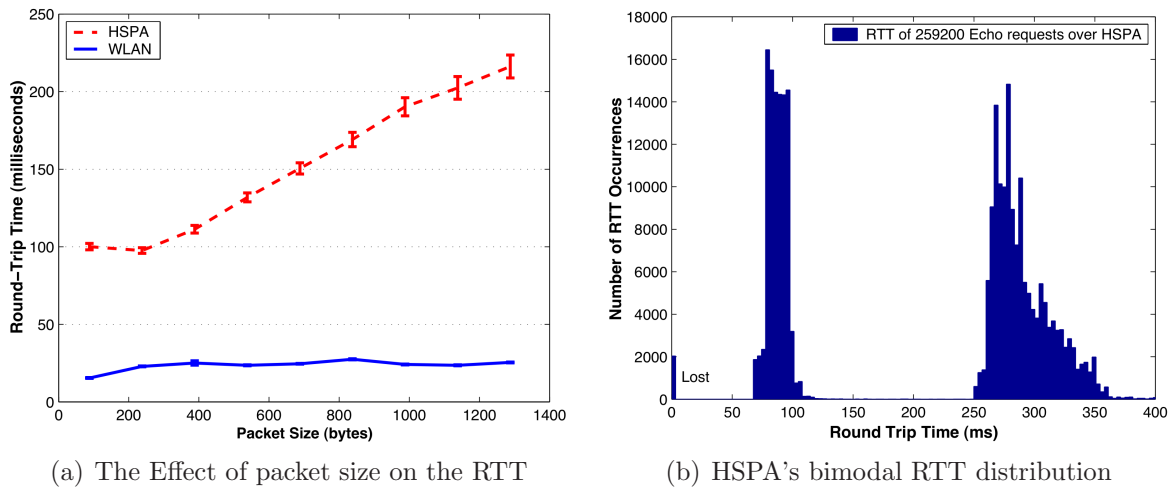 HSPA
WLAN
250
200
150
100
50
0
Round-Trip Time (milliseconds)
0 200 400 600 800 1000 1200 1400
Packet Size (bytes)
(a) The Effect of packet size on the RTT
RTT of 259200 Echo requests over HSPA
18000
16000
14000
12000
10000
8000
6000
4000
2000
0
Number of RTT Occurrences
Lost
0 50 100 150 200 250 300 350 400
Round Trip Time (ms)
(b) HSPA's bimodal RTT distribution